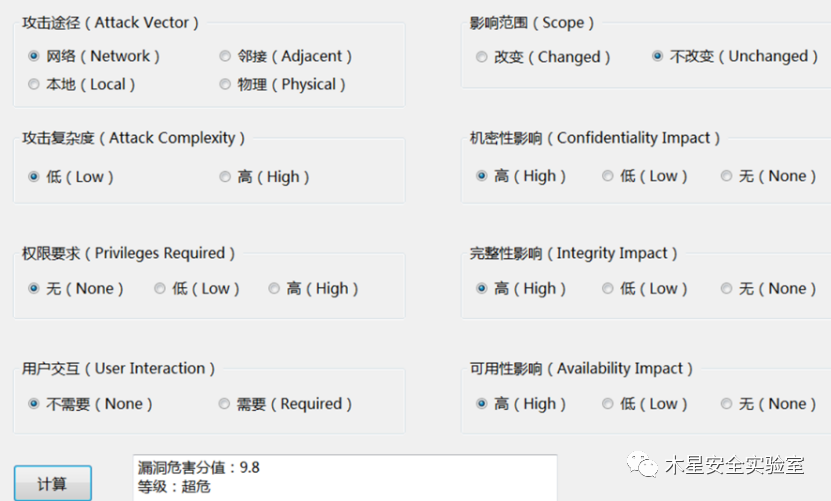 攻击途径 ( Attack Vector )
网络 ( Network )
邻接 ( Adjacent )
本地 ( Local )
物理 ( Physical )
攻击复杂度 ( Attack Complexity )
低 ( Low )
高 ( High )
权限要求 ( Privileges Required )
无 ( None )
低 ( Low )
高 ( High )
用户交互 ( User Interaction )
不需要 ( None )
需要 ( Required )
影响范围 ( Scope )
改变 ( Changed )
不改变 ( Unchanged )
机密性影响 ( Confidentiality Impact )
高 ( High )
低 ( Low )
无 ( None )
完整性影响 ( Integrity Impact )
高 ( High )
低 ( Low )
无 ( None )
可用性影响 ( Availability Impact )
高 ( High )
低 ( Low )
无 ( None )
计算
漏洞危害分值：9.8
等级：超危
木星安全实验室